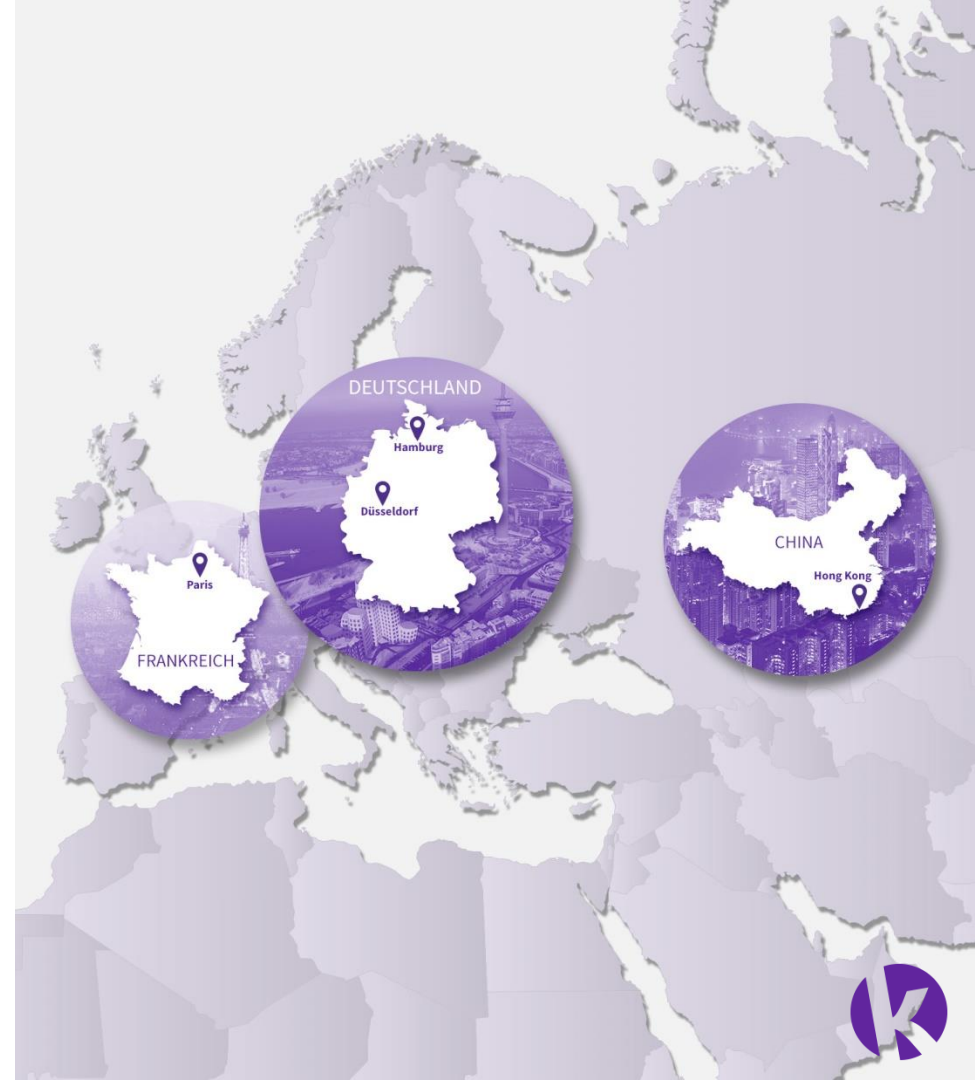 DEUTSCHLAND
Hamburg
Düsseldorf
Paris
FRANKREICH
CHINA
Hong Kong
k